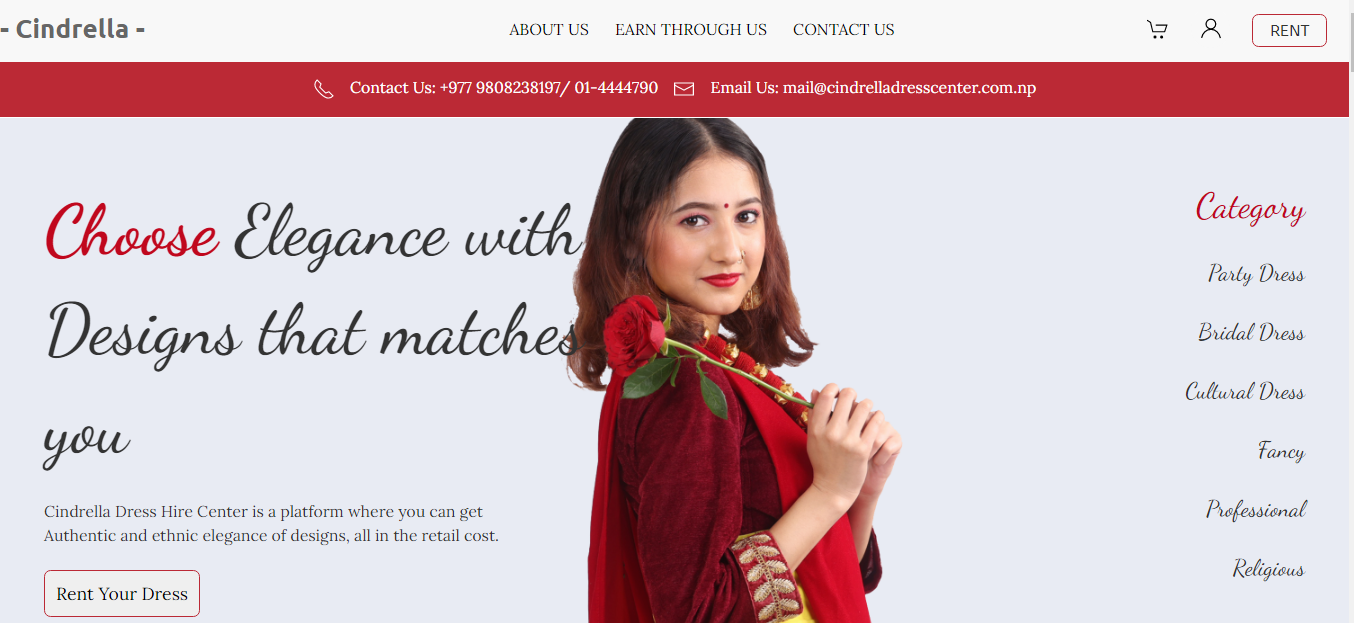 - Cindrella -
ABOUT US
EARN THROUGH US
CONTACT US
RENT
Contact Us: +977 9808238197/ 01-4444790
Email Us: mail@cindrelladresscenter.com.np
Choose Elegance with
Designs that matches
you
Cindrella Dress Hire Center is a platform where you can get
Authentic and ethnic elegance of designs, all in the retail cost.
Rent Your Dress
Category
Party Dress
Bridal Dress
Cultural Dress
Fancy
Professional
Religious